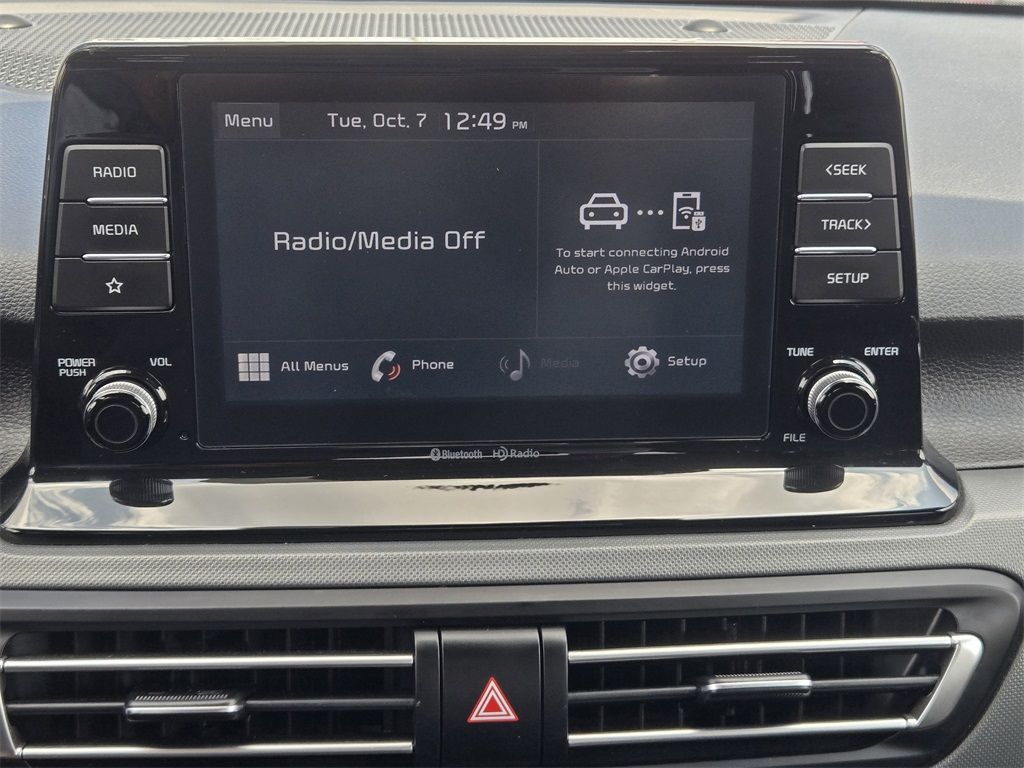 Menu
Tue, Oct. 7 12:49 PM
RADIO
MEDIA
Radio/Media Off
To start connecting Android
Auto or Apple CarPlay, press
this widget.
<SEEK
TRACK>
SETUP
POWER
PUSH
VOL
All Menus
Phone
Media
Setup
TUNE
ENTER
FILE
Bluetooth
HD Radio